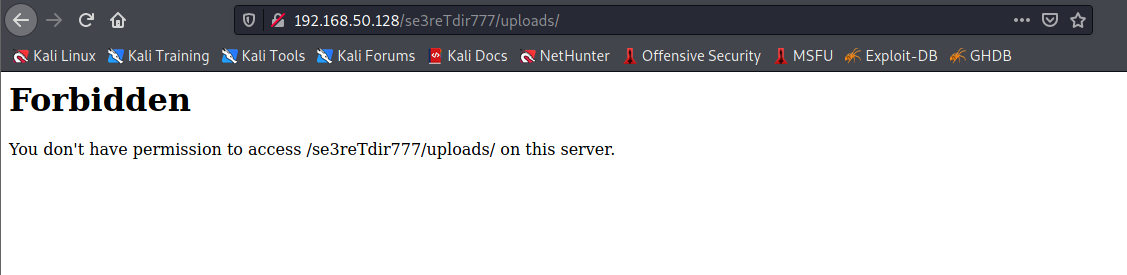 192.168.50.128/se3reTdir777/uploads/
Kali Linux Kali Training Kali Tools Kali Forums Kali Docs NetHunter Offensive Security MSFU Exploit-DB GHDB
Forbidden
You don't have permission to access /se3reTdir777/uploads/ on this server.